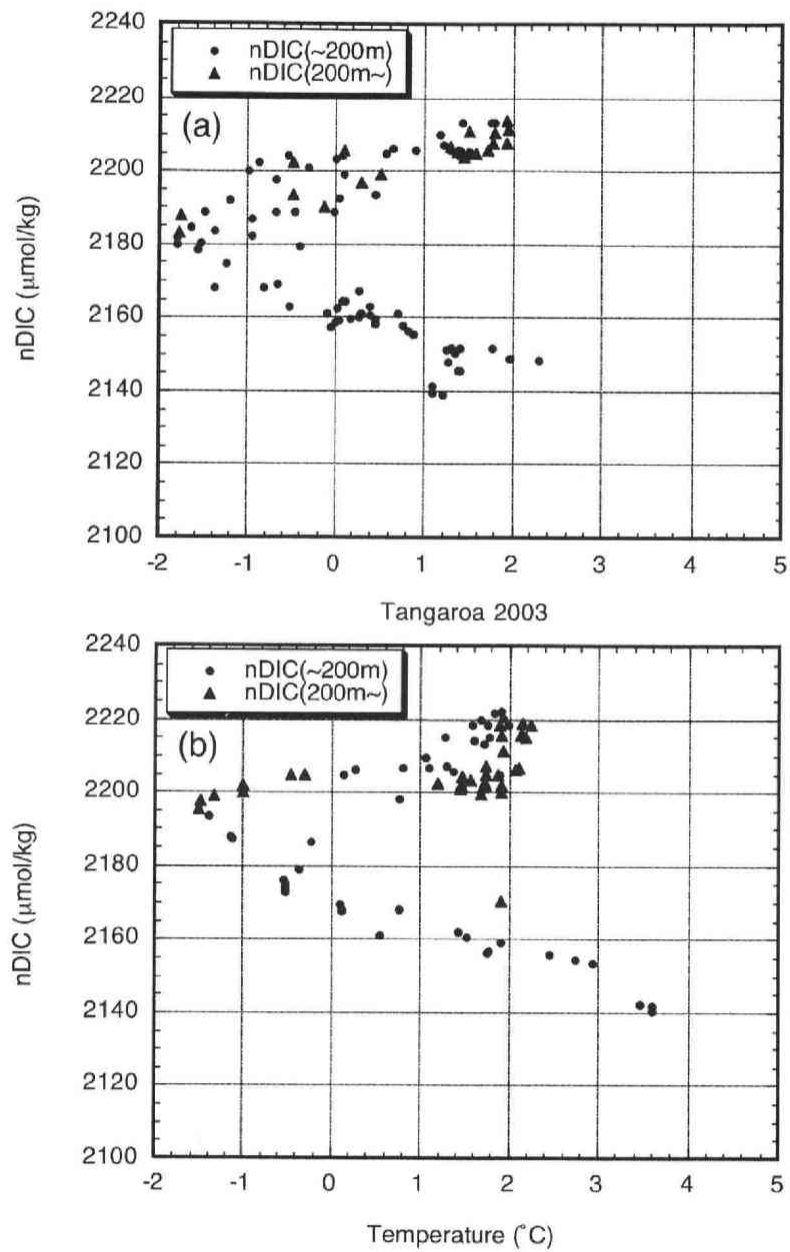 2240
2220
2200
2180
2160
2140
2120
2100
nDIC (μmol/kg)
nDIC(~200m)
nDIC(200m~)
(a)
-2 -1 0 1 2 3 4 5
Tangaroa 2003
2240
2220
2200
2180
2160
2140
2120
2100
nDIC (μmol/kg)
nDIC(~200m)
nDIC(200m~)
(b)
-2 -1 0 1 2 3 4 5
Temperature (˚C)